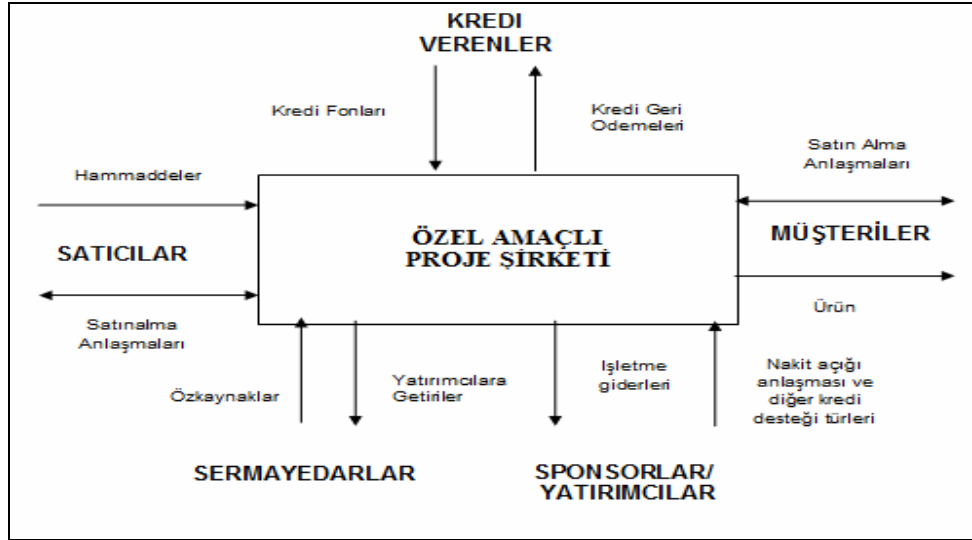 KREDI
VERENLER
Kredi Fonları
Kredi Geri
Odemeleri
Satın Alma
Anlaşmaları
Hammaddeler
ÖZEL AMAÇLI
PROJE ŞİRKETİ
SATICILAR
MÜŞTERİLER
Satınalma
Anlaşmaları
Ürün
Özkaynaklar
Yatırımcılara
Getiriler
Işletme
giderleri
Nakit açığı
anlaşması ve
diğer kredi
desteği türleri
SERMAYEDARLAR
SPONSORLAR/
YATIRIMCILAR